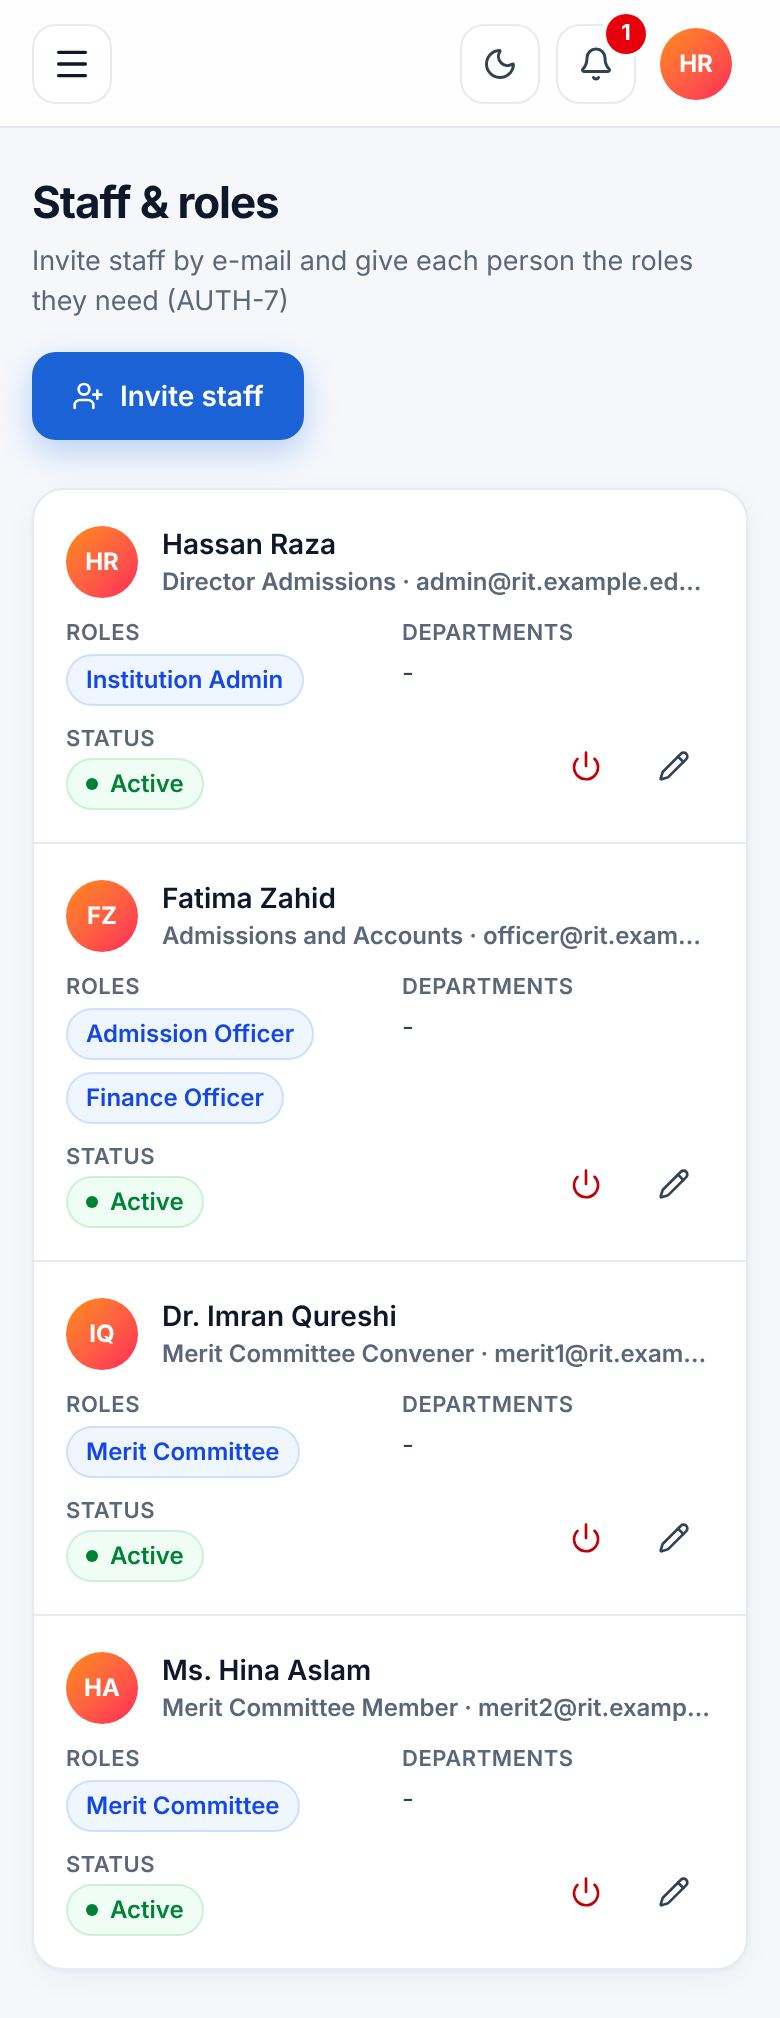 1
HR
Staff & roles
Invite staff by e-mail and give each person the roles
they need (AUTH-7)
Invite staff
HR
Hassan Raza
Director Admissions · admin@rit.example.ed...
ROLES
DEPARTMENTS
Institution Admin
-
STATUS
Active
FZ
Fatima Zahid
Admissions and Accounts · officer@rit.exam...
ROLES
DEPARTMENTS
Admission Officer
-
Finance Officer
STATUS
Active
IQ
Dr. Imran Qureshi
Merit Committee Convener · merit1@rit.exam...
ROLES
DEPARTMENTS
Merit Committee
-
STATUS
Active
HA
Ms. Hina Aslam
Merit Committee Member · merit2@rit.examp...
ROLES
DEPARTMENTS
Merit Committee
-
STATUS
Active